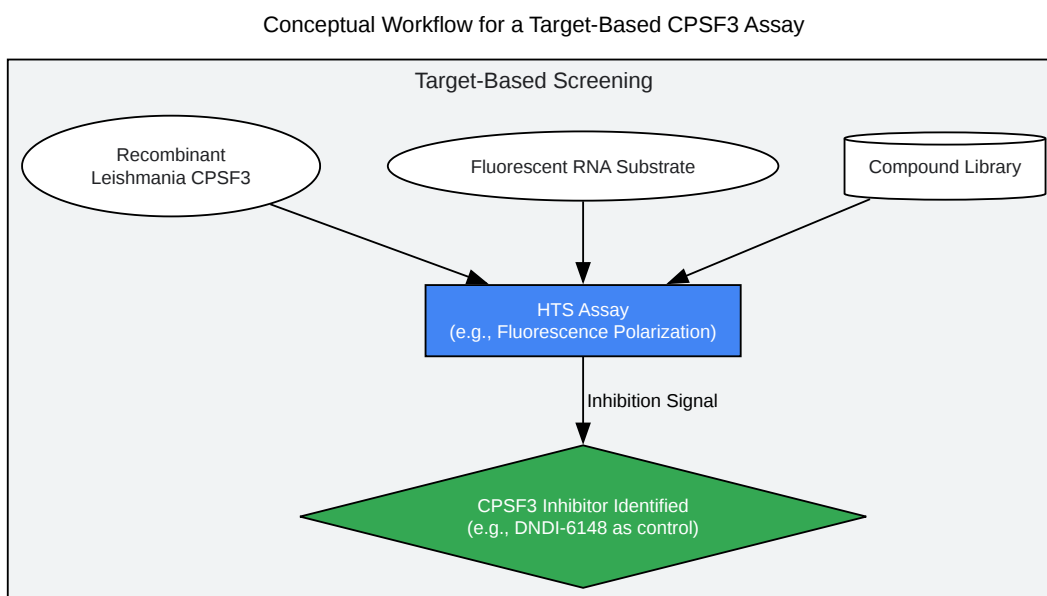 Conceptual Workflow for a Target-Based CPSF3 Assay
Target-Based Screening
Recombinant
Leishmania CPSF3
Fluorescent RNA Substrate
Compound Library
HTS Assay
(e.g., Fluorescence Polarization)
Inhibition Signal
CPSF3 Inhibitor Identified
(e.g., DNDI-6148 as control)